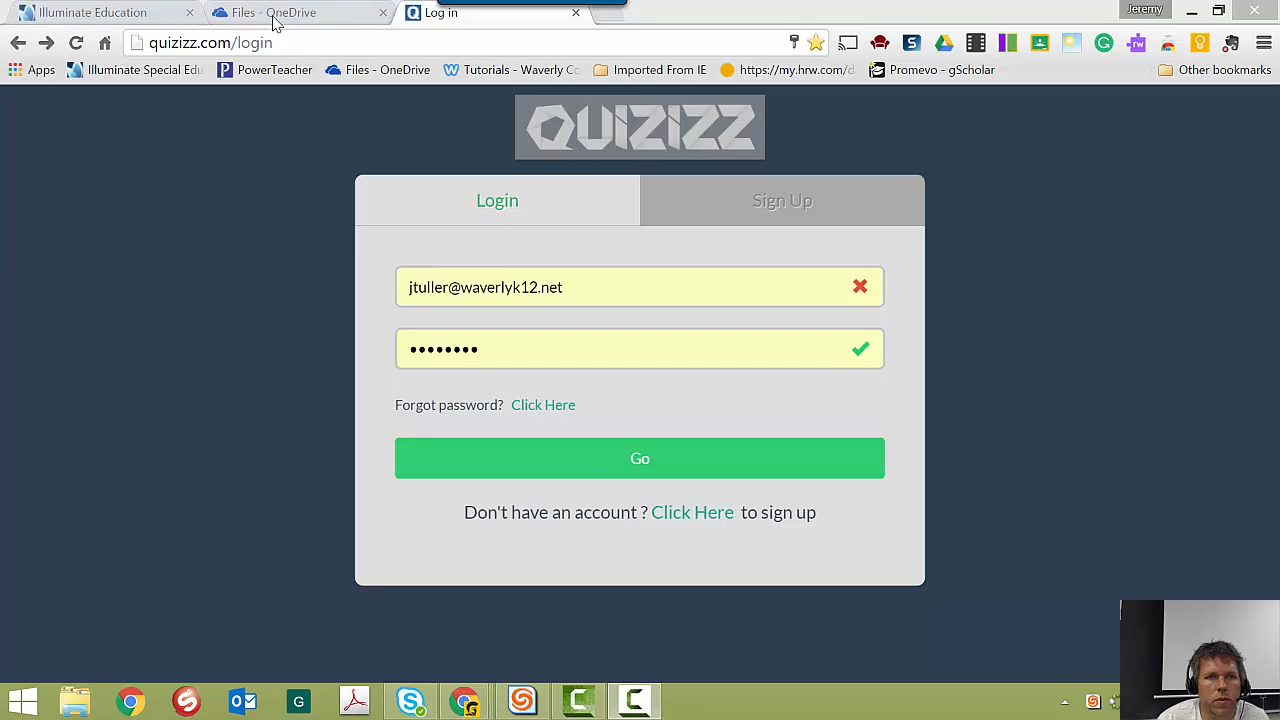 Illuminate Education
Files - OneDrive
Log in
Jeremy
quizizz.com/login
Apps
Illuminate Special Edu
PowerTeacher
Files - OneDrive
Tutorials - Waverly Co
Imported From IE
https://my.hrw.com/d
Promevo - gScholar
Other bookmarks
QUIZIZZ
Login
Sign Up
jtuller@waverlyk12.net
Forgot password? Click Here
Go
Don't have an account ? Click Here to sign up